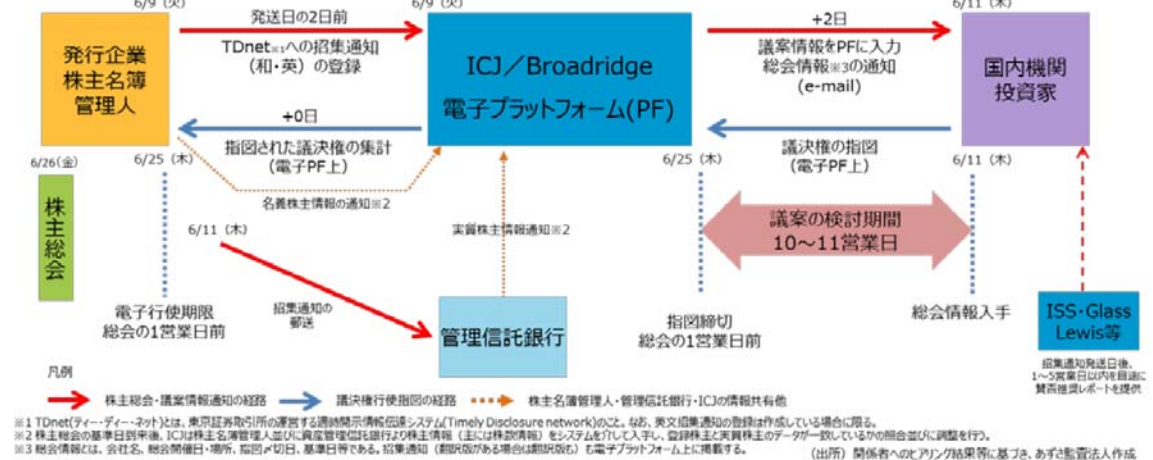 6/9（火）
6/9（火）
6/11（木）
発送日の2日前
+2日
発行企業
株主名簿
管理人
TDnet※1への招集通知
（和・英）の登録
ICJ／Broadridge
電子プラットフォーム(PF)
議案情報をPFに入力
総会情報※3の通知
(e-mail)
国内機関
投資家
+0日
指図された議決権の集計
（電子PF上）
議決権の指図
（電子PF上）
6/26(金)
6/25（木）
6/25（木）
6/11（木）
株主総会
名義株主情報の通知※2
6/11（木）
実質株主情報通知※2
議案の検討期間
10～11営業日
招集通知の
郵送
電子行使期限
総会の1営業日前
管理信託銀行
指図締切
総会の1営業日前
総会情報入手
ISS・Glass
Lewis等
招集通知発送日後、
1～5営業日以内を目途に
賛否推奨レポートを提供
凡例
株主総会・議案情報通知の経路
議決権行使指図の経路
株主名簿管理人・管理信託銀行・ICJの情報共有他
※1 TDnet(ティー・ディー・ネット)とは、東京証券取引所の運営する適時開示情報伝達システム(Timely Disclosure network)のこと。なお、英文招集通知の登録は作成している場合に限る。
※2 株主総会の基準日到来後、ICJは株主名簿管理人並びに資産管理信託銀行より株主情報（主には株数情報）をシステムを介して入手し、登録株主と実質株主のデータが一致しているかの照合並びに調整を行う。
※3 総会情報とは、会社名、総会開催日・場所、指図〆切日、基準日等である。招集通知（翻訳版がある場合は翻訳版も）も電子プラットフォーム上に掲載する。
（出所）関係者へのヒアリング結果等に基づき、あずさ監査法人作成